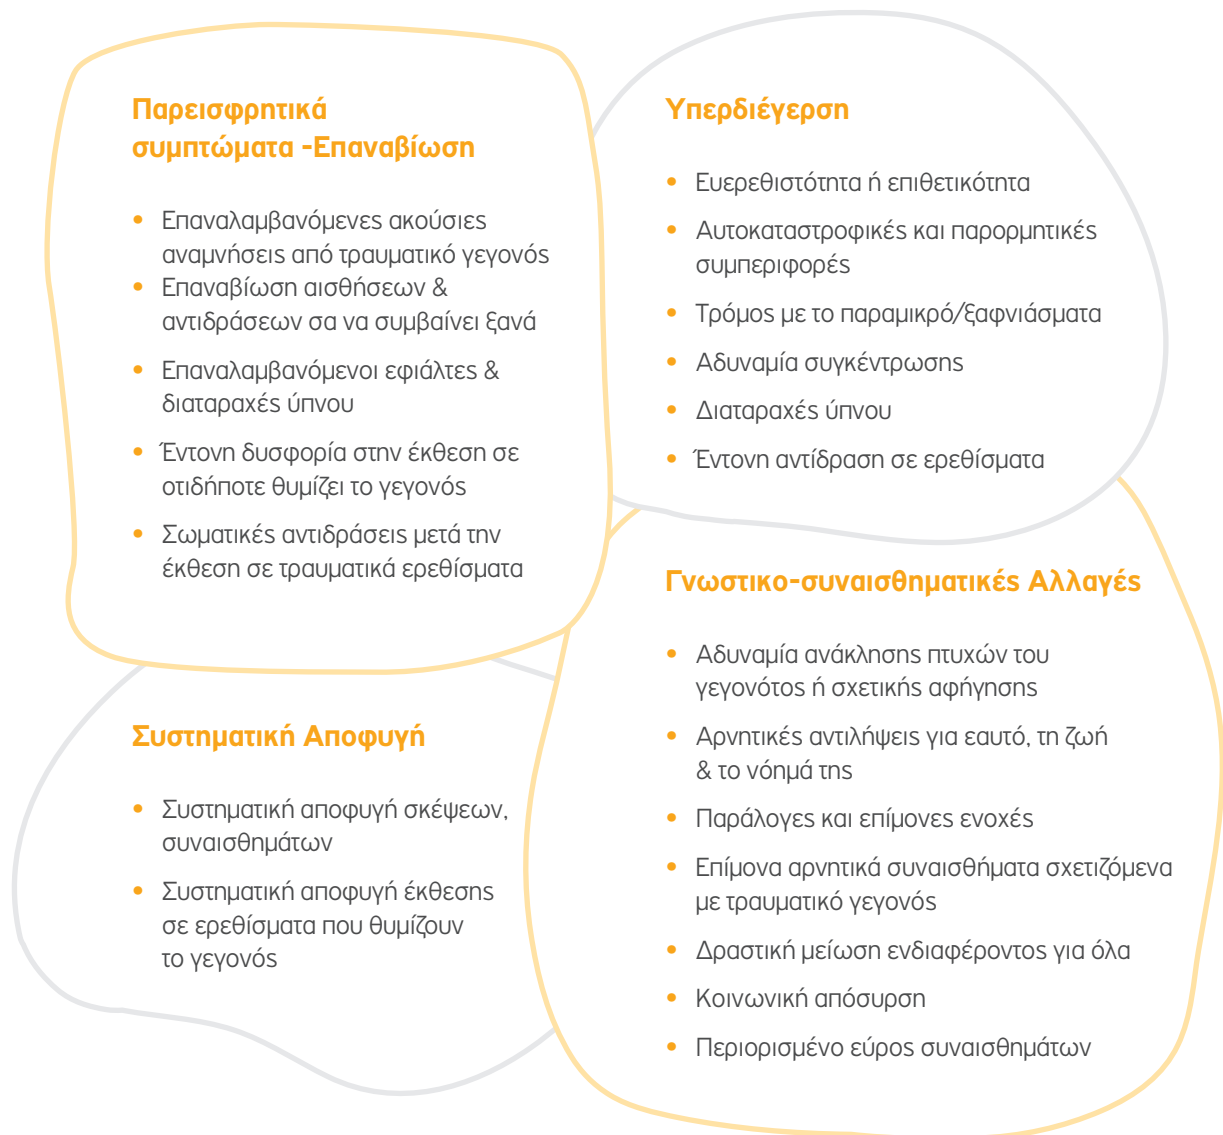 Παρεισφρητικά
συμπτώματα -Επαναβίωση
• Επαναλαμβανόμενες ακούσιες
αναμνήσεις από τραυματικό γεγονός
• Επαναβίωση αισθήσεων &
αντιδράσεων σα να συμβαίνει ξανά
• Επαναλαμβανόμενοι εφιάλτες &
διαταραχές ύπνου
• Έντονη δυσφορία στην έκθεση σε
οτιδήποτε θυμίζει το γεγονός
• Σωματικές αντιδράσεις μετά την
έκθεση σε τραυματικά ερεθίσματα
Υπερδιέγερση
• Ευερεθιστότητα ή επιθετικότητα
• Αυτοκαταστροφικές και παρορμητικές
συμπεριφορές
• Τρόμος με το παραμικρό/ξαφνιάσματα
• Αδυναμία συγκέντρωσης
• Διαταραχές ύπνου
• Έντονη αντίδραση σε ερεθίσματα
Συστηματική Αποφυγή
• Συστηματική αποφυγή σκέψεων,
συναισθημάτων
• Συστηματική αποφυγή έκθεσης
σε ερεθίσματα που θυμίζουν
το γεγονός
Γνωστικο-συναισθηματικές Αλλαγές
• Αδυναμία ανάκλησης πτυχών του
γεγονότος ή σχετικής αφήγησης
• Αρνητικές αντιλήψεις για εαυτό, τη ζωή
& το νόημά της
• Παράλογες και επίμονες ενοχές
• Επίμονα αρνητικά συναισθήματα σχετιζόμενα
με τραυματικό γεγονός
• Δραστική μείωση ενδιαφέροντος για όλα
• Κοινωνική απόσυρση
• Περιορισμένο εύρος συναισθημάτων